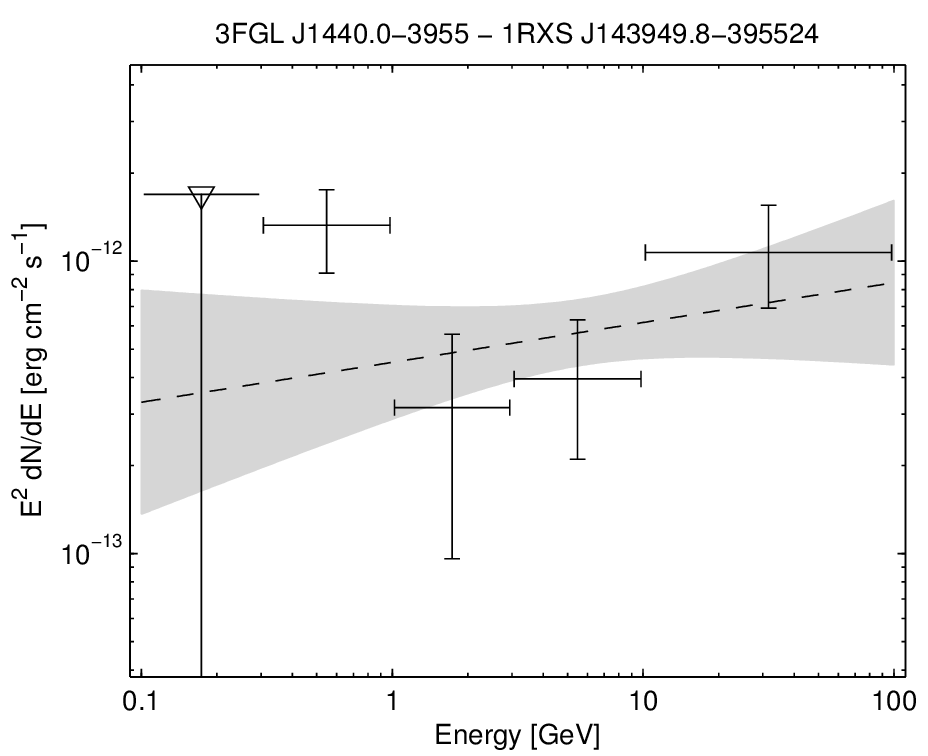 3FGL J1440.0−3955 − 1RXS J143949.8−395524
E² dN/dE [erg cm⁻² s⁻¹]
10⁻¹²
10⁻¹³
0.1 1 10 100
Energy [GeV]